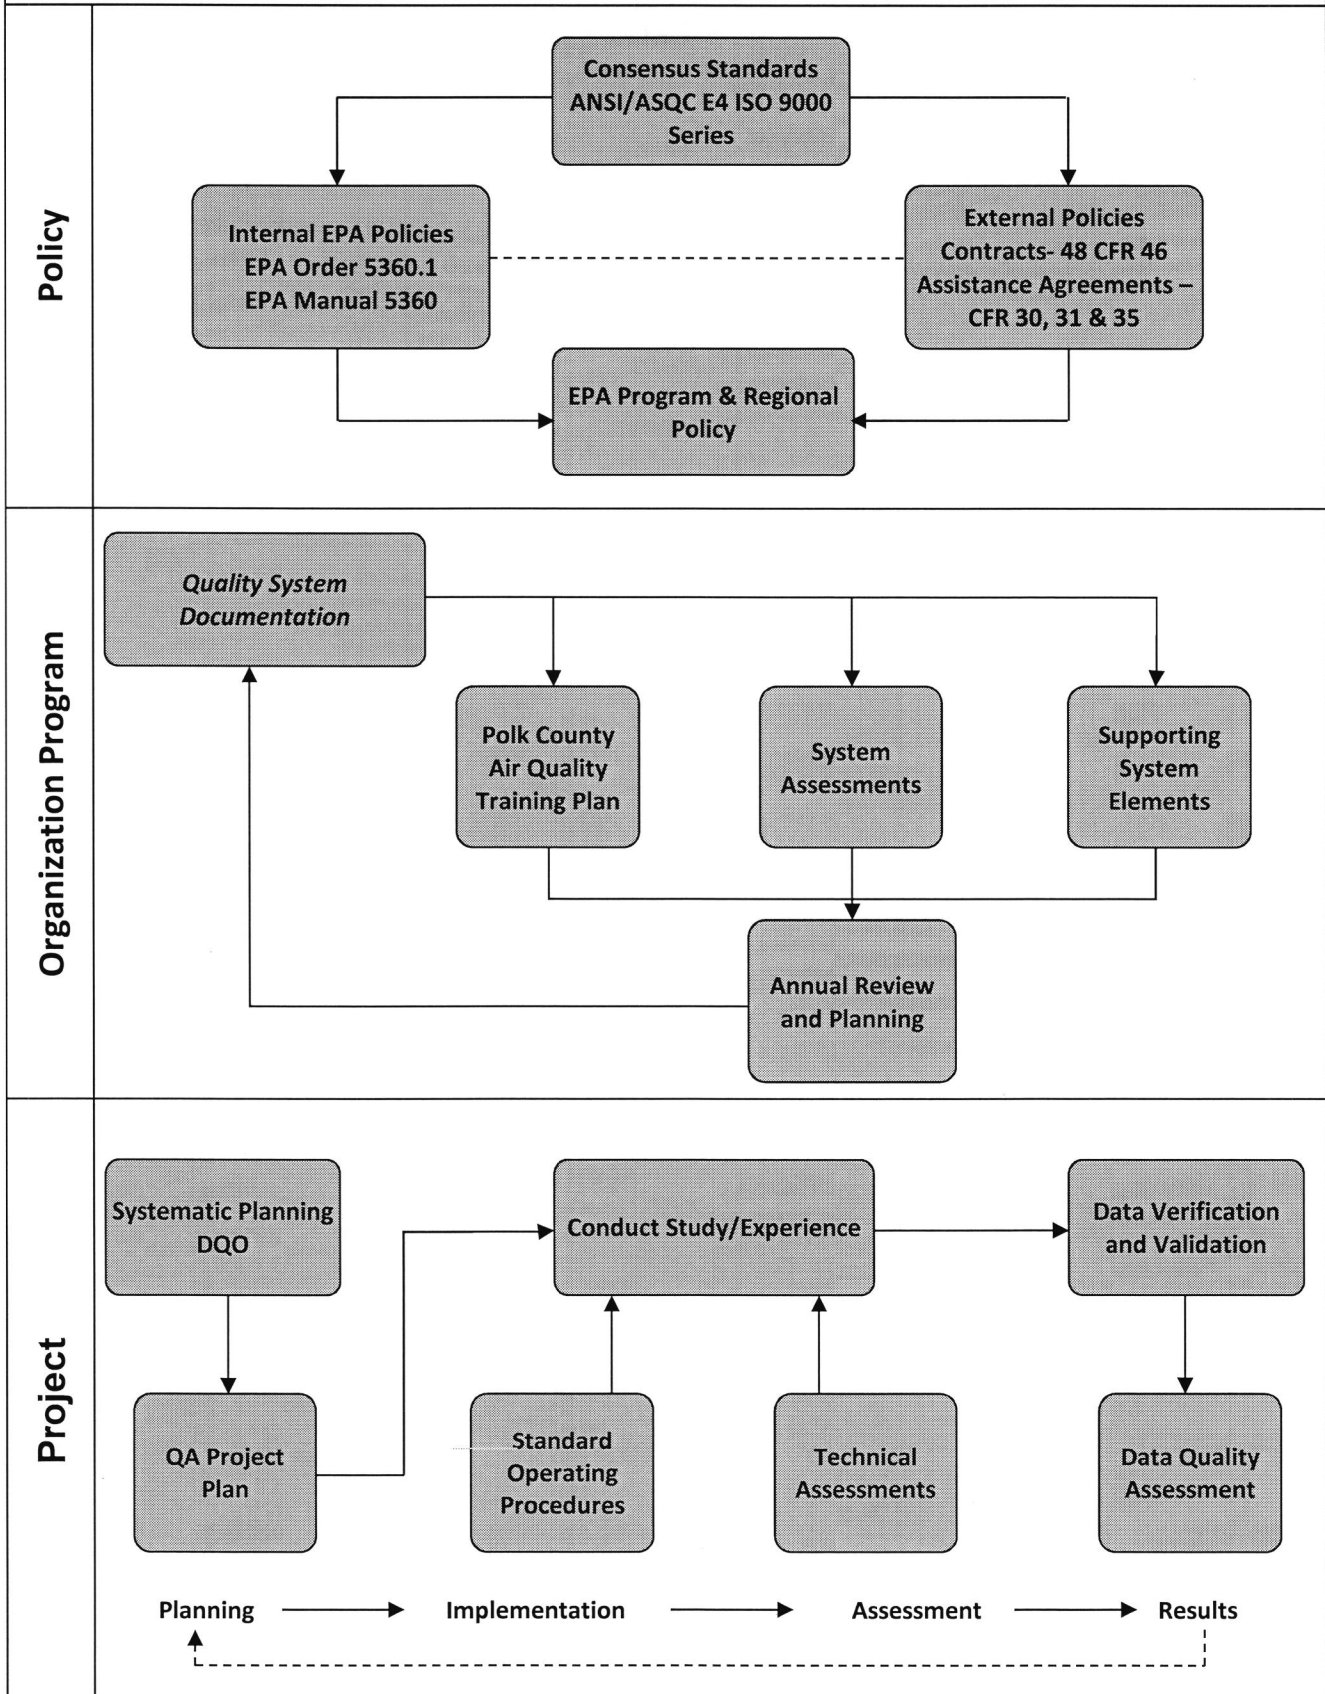 Policy
Consensus Standards
ANSI/ASQC E4 ISO 9000
Series
Internal EPA Policies
EPA Order 5360.1
EPA Manual 5360
External Policies
Contracts- 48 CFR 46
Assistance Agreements –
CFR 30, 31 & 35
EPA Program & Regional
Policy
Organization Program
Quality System
Documentation
Polk County
Air Quality
Training Plan
System
Assessments
Supporting
System
Elements
Annual Review
and Planning
Project
Systematic Planning
DQO
Conduct Study/Experience
Data Verification
and Validation
QA Project
Plan
Standard
Operating
Procedures
Technical
Assessments
Data Quality
Assessment
Planning
Implementation
Assessment
Results